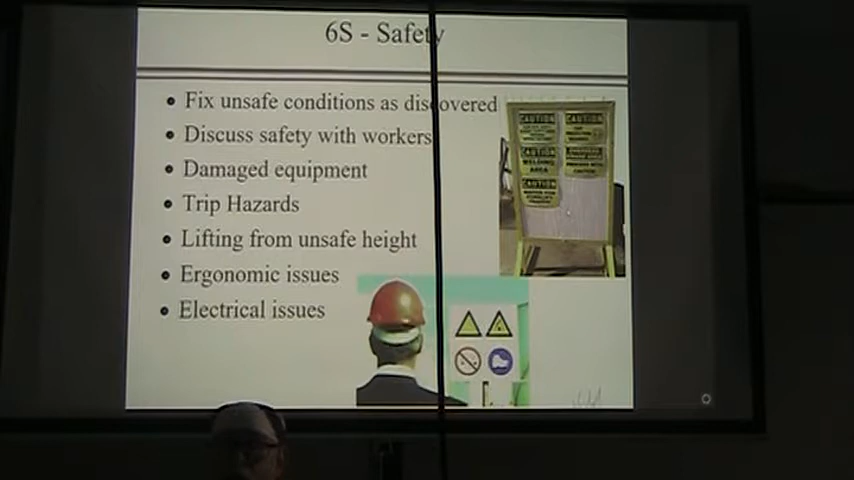 6S - Safety
Fix unsafe conditions as discovered
Discuss safety with workers
Damaged equipment
Trip Hazards
Lifting from unsafe height
Ergonomic issues
Electrical issues
CAUTION
CAUTION
CAUTION
WELDING
AREA
CAUTION
CAUTION